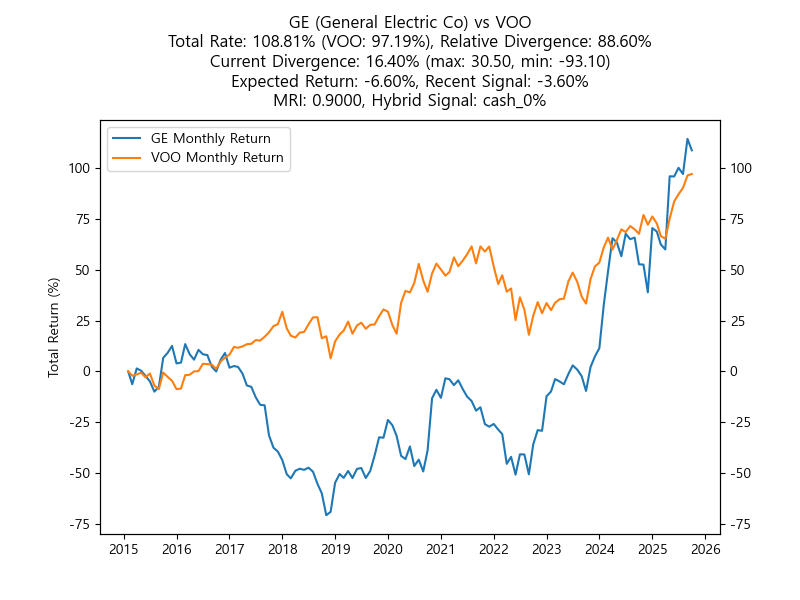 GE (General Electric Co) vs VOO
Total Rate: 108.81% (VOO: 97.19%), Relative Divergence: 88.60%
Current Divergence: 16.40% (max: 30.50, min: -93.10)
Expected Return: -6.60%, Recent Signal: -3.60%
MRI: 0.9000, Hybrid Signal: cash_0%
GE Monthly Return
VOO Monthly Return
Total Return (%)
100
75
50
25
0
-25
-50
-75
100
75
50
25
0
-25
-50
-75
2015 2016 2017 2018 2019 2020 2021 2022 2023 2024 2025 2026